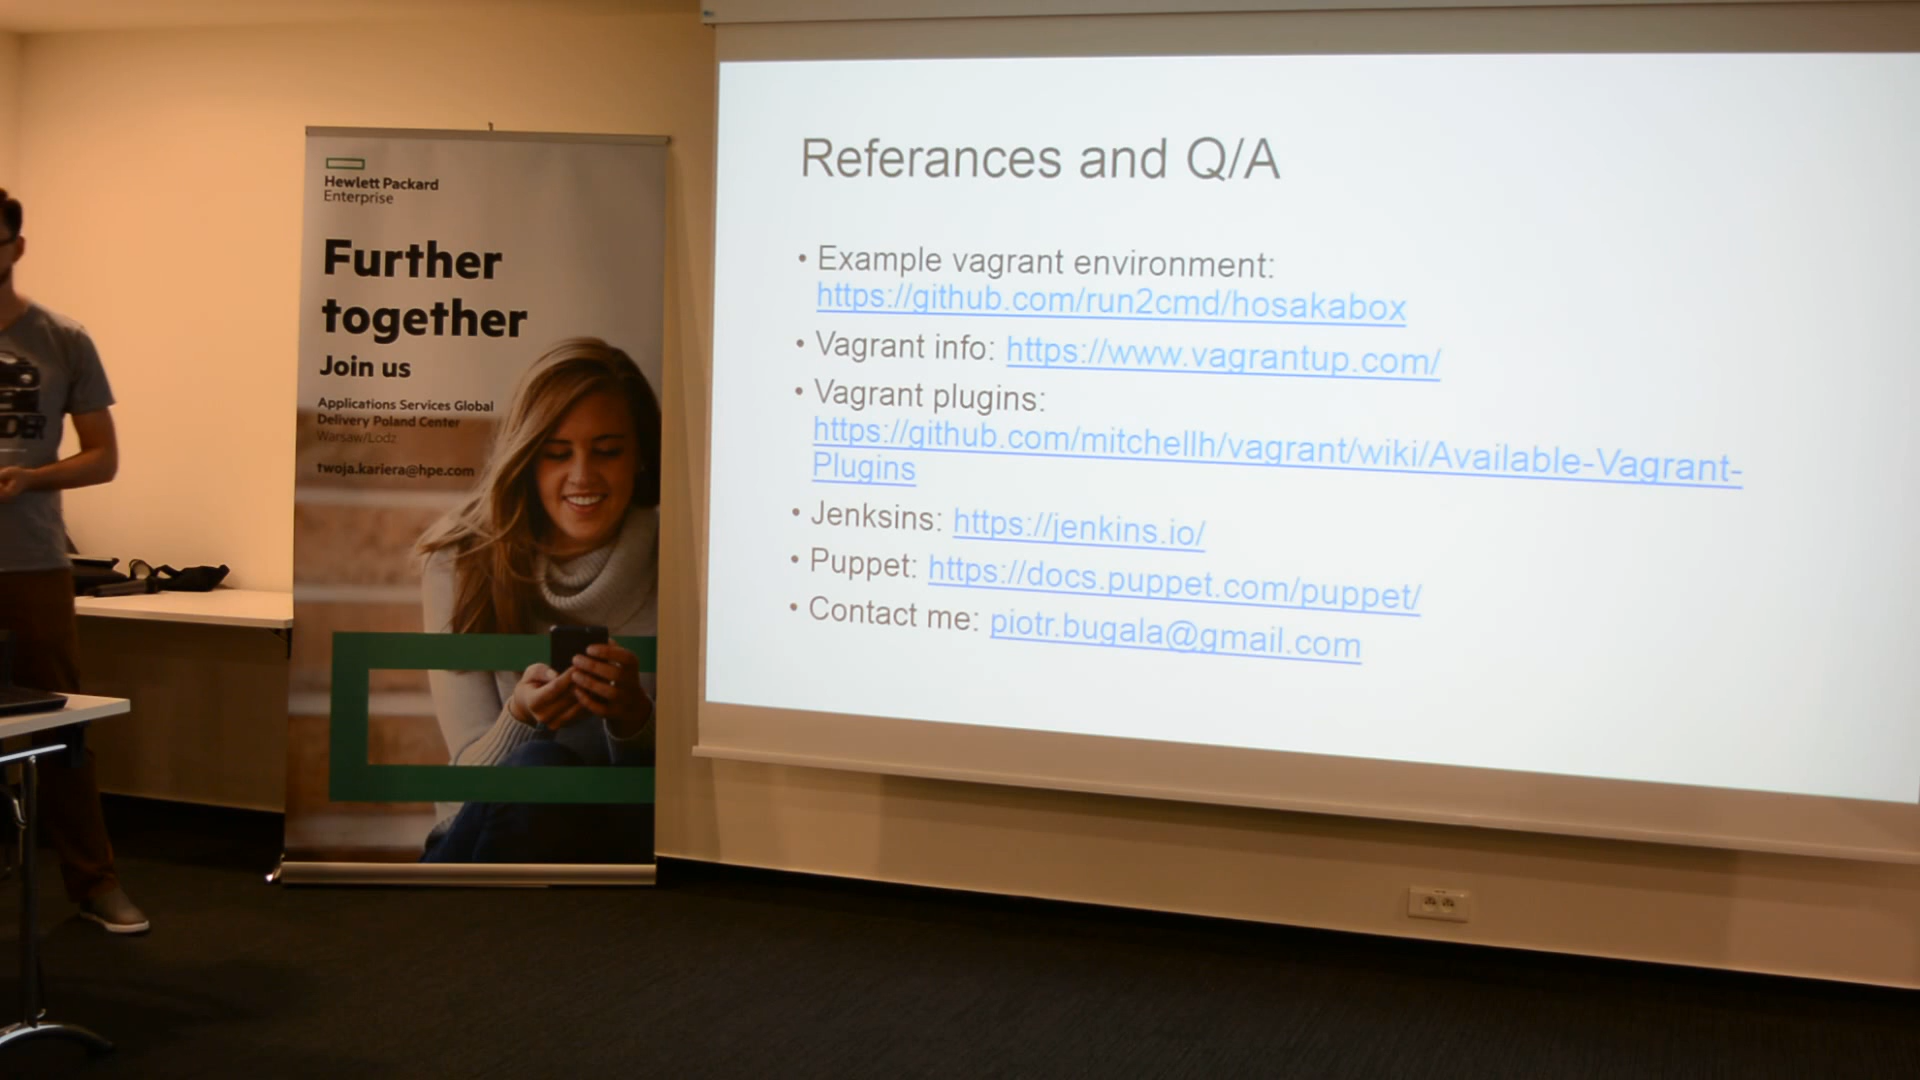 Hewlett Packard
Enterprise
Further
together
Join us
Applications Services Global
Delivery Poland Center
Warsaw/Lodz
twoja.kariera@hpe.com
Referances and Q/A
• Example vagrant environment:
https://github.com/run2cmd/hosakabox
• Vagrant info: https://www.vagrantup.com/
• Vagrant plugins:
https://github.com/mitchellh/vagrant/wiki/Available-Vagrant-
Plugins
• Jenksins: https://jenkins.io/
• Puppet: https://docs.puppet.com/puppet/
• Contact me: piotr.bugala@gmail.com